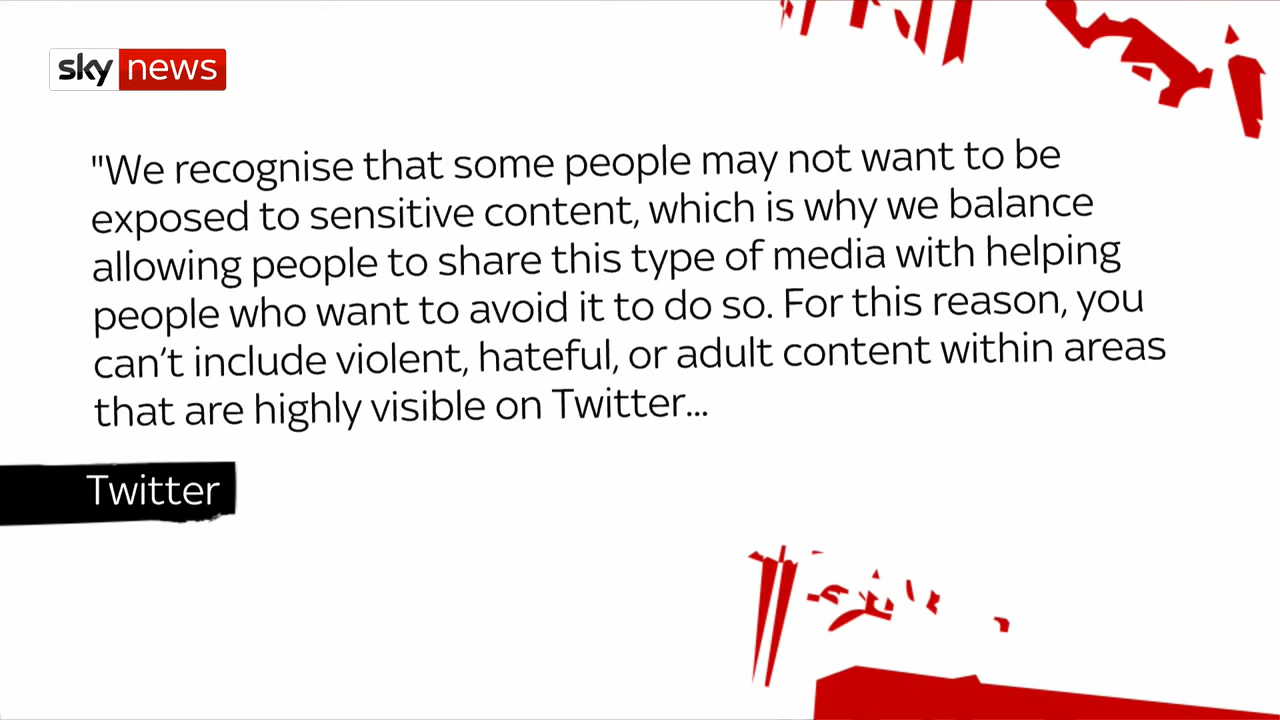 sky news
"We recognise that some people may not want to be
exposed to sensitive content, which is why we balance
allowing people to share this type of media with helping
people who want to avoid it to do so. For this reason, you
can't include violent, hateful, or adult content within areas
that are highly visible on Twitter...
Twitter